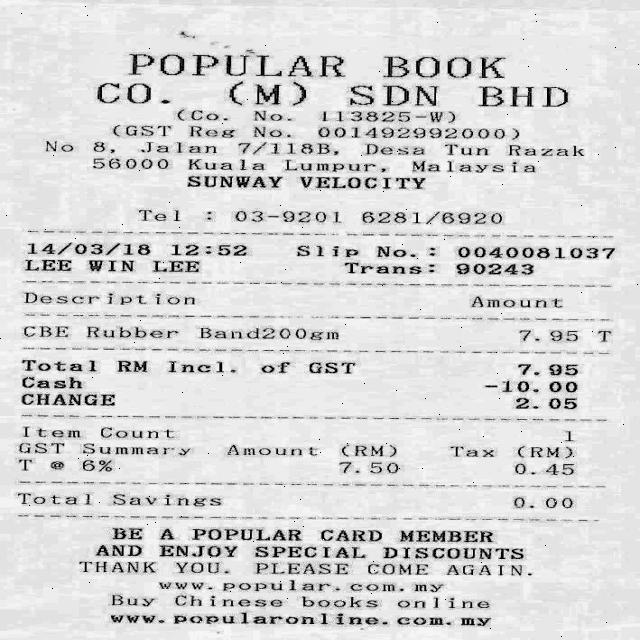 POPULAR BOOK
CO. (M) SDN BHD
(Co. No. 113825-W)
(GST Reg No. 001492992000)
No 8, Jalan 7/118B, Desa Tun Razak
56000 Kuala Lumpur, Malaysia
SUNWAY VELOCITY
Tel : 03-9201 6281/6920
14/03/18 12:52 Slip No.: 0040081037
LEE WIN LEE Trans: 90243
Description Amount
CBE Rubber Band200gm 7.95 T
Total RM Incl. of GST 7.95
Cash -10.00
CHANGE 2.05
Item Count 1
GST Summary Amount (RM) Tax (RM)
T @ 6% 7.50 0.45
Total Savings 0.00
BE A POPULAR CARD MEMBER
AND ENJOY SPECIAL DISCOUNTS
THANK YOU. PLEASE COME AGAIN.
www.popular.com.my
Buy Chinese books online
www.popularonline.com.my